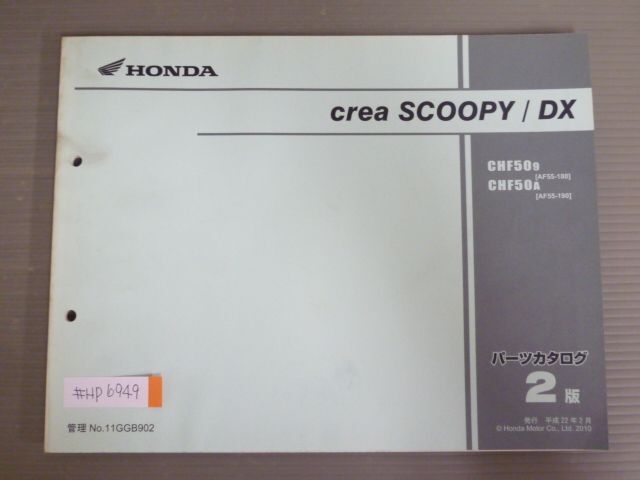 HONDA
crea SCOOPY / DX
CHF509
[AF55-180]
CHF50A
[AF55-190]
パーツカタログ
2版
発行 平成22年2月
© Honda Motor Co., Ltd. 2010
#HP6949
管理 No.11GGB902